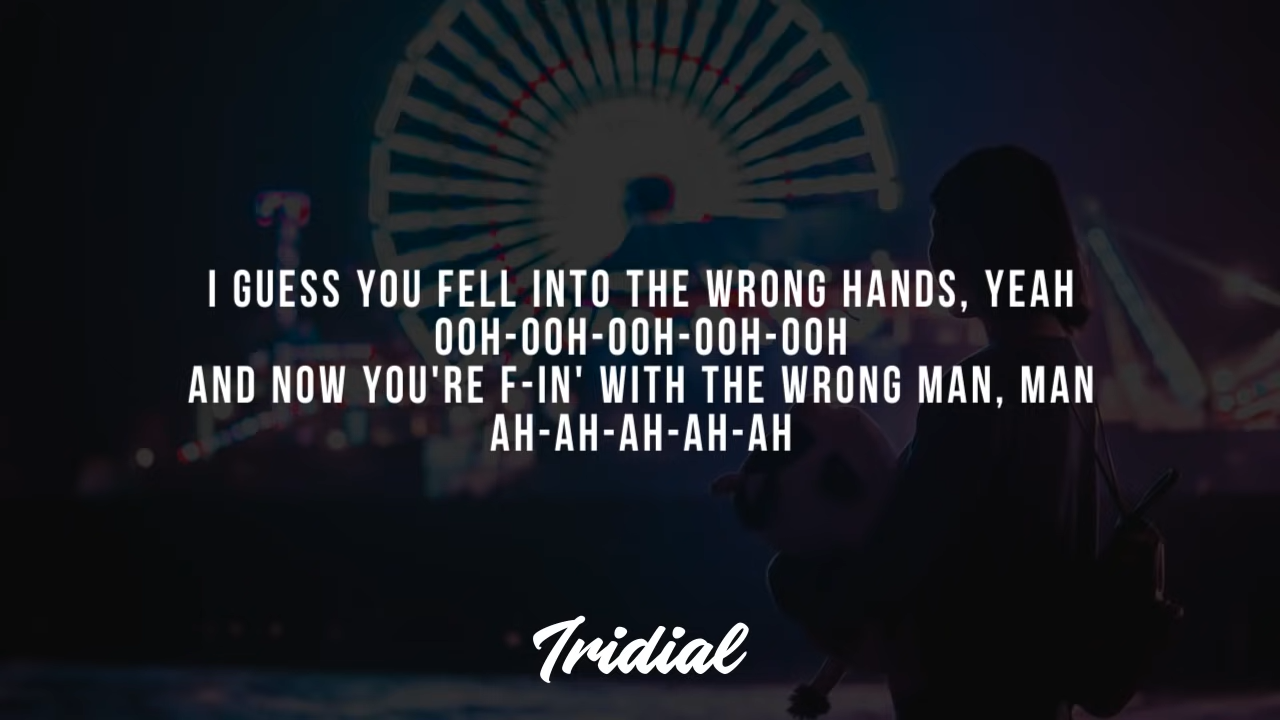 I GUESS YOU FELL INTO THE WRONG HANDS, YEAH
OOH-OOH-OOH-OOH-OOH
AND NOW YOU'RE F-IN' WITH THE WRONG MAN, MAN
AH-AH-AH-AH-AH
Iridial